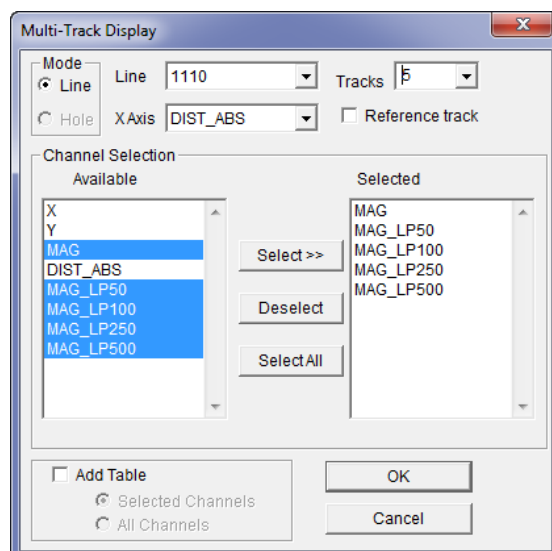 Multi-Track Display
Mode
Line
Hole
Line 1110
Tracks 5
X Axis DIST_ABS
Reference track
Channel Selection
Available
Selected
X
Y
MAG
DIST_ABS
MAG_LP50
MAG_LP100
MAG_LP250
MAG_LP500
Select >>
Deselect
Select All
MAG
MAG_LP50
MAG_LP100
MAG_LP250
MAG_LP500
Add Table
Selected Channels
All Channels
OK
Cancel